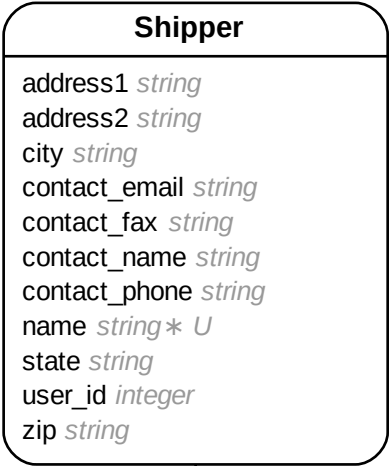 Shipper
address1 string
address2 string
city string
contact_email string
contact_fax string
contact_name string
contact_phone string
name string∗ U
state string
user_id integer
zip string